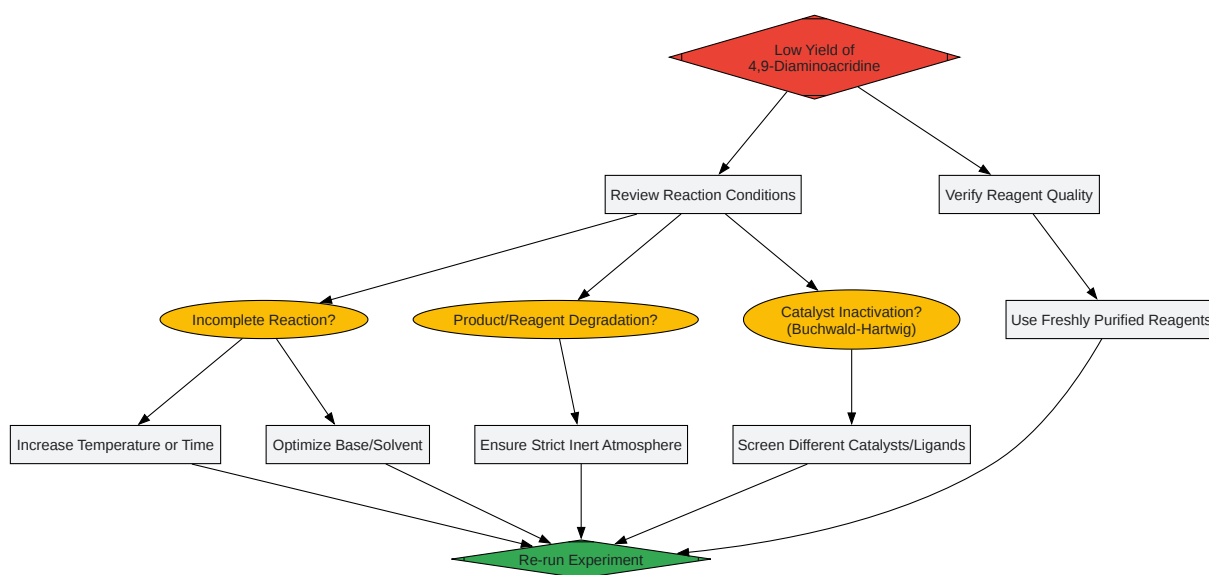 Low Yield of
4,9-Diaminoacridine
Review Reaction Conditions
Verify Reagent Quality
Incomplete Reaction?
Product/Reagent Degradation?
Catalyst Inactivation?
(Buchwald-Hartwig)
Use Freshly Purified Reagents
Increase Temperature or Time
Optimize Base/Solvent
Ensure Strict Inert Atmosphere
Screen Different Catalysts/Ligands
Re-run Experiment